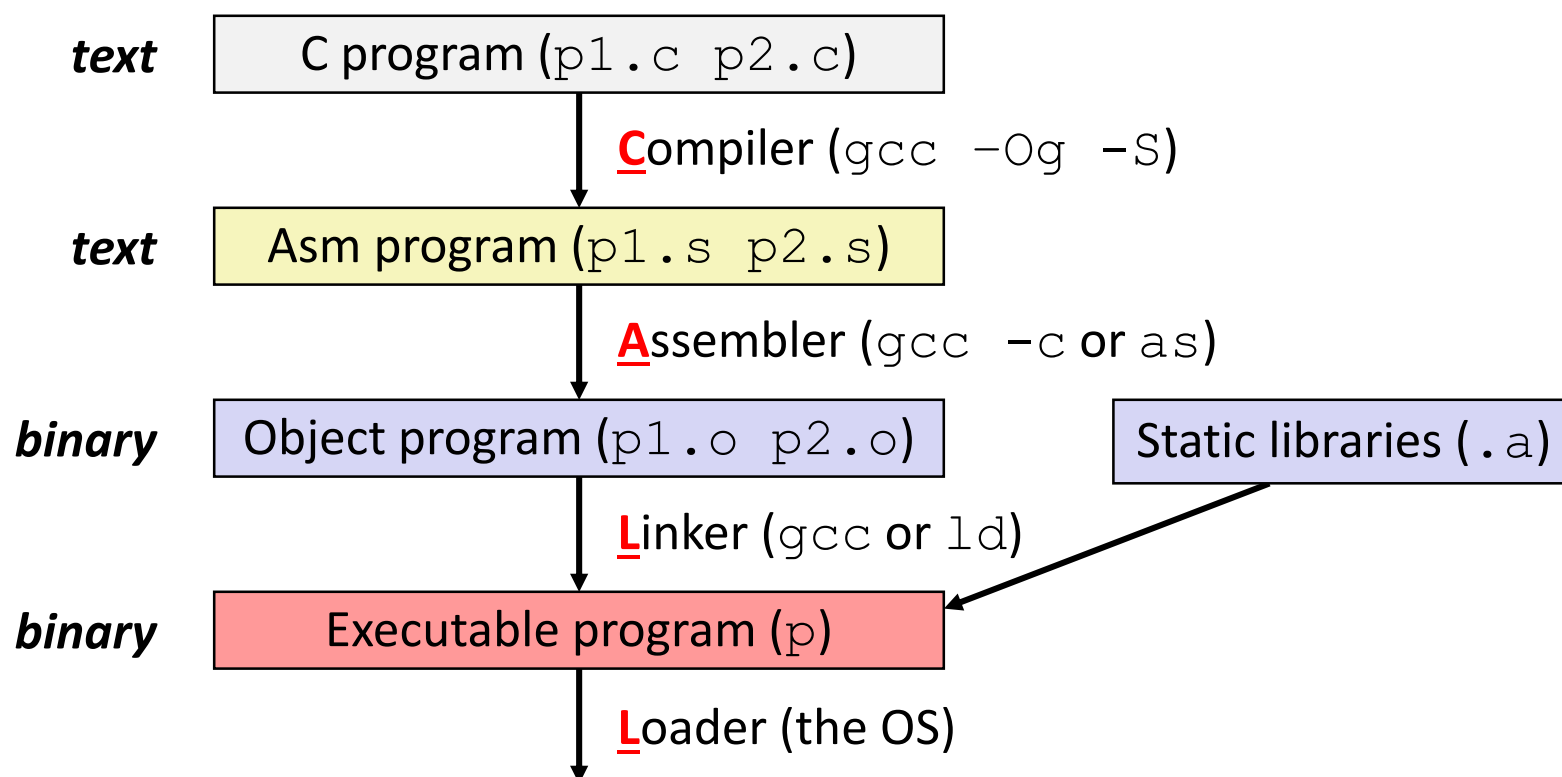 text
C program (p1.c p2.c)
Compiler (gcc –Og -S)
text
Asm program (p1.s p2.s)
Assembler (gcc -c or as)
binary
Object program (p1.o p2.o)
Static libraries (.a)
Linker (gcc or ld)
binary
Executable program (p)
Loader (the OS)